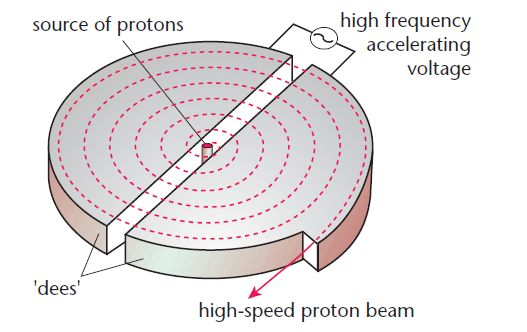 source of protons
high frequency
accelerating
voltage
'dees'
high-speed proton beam